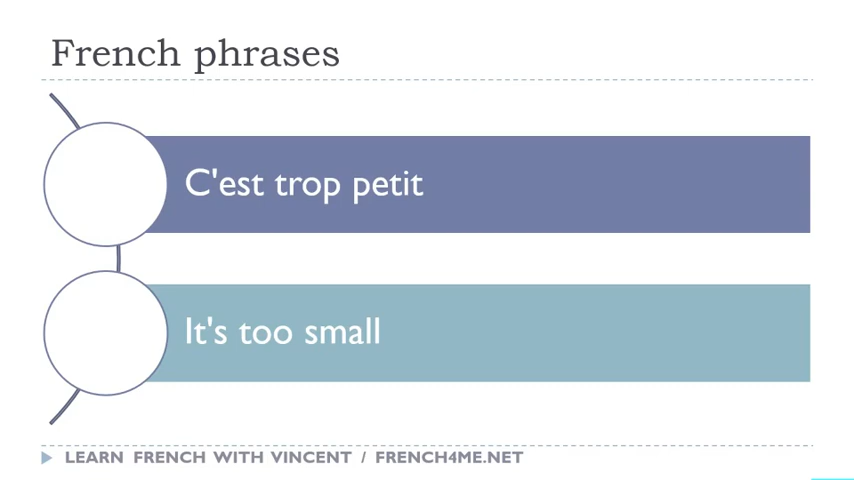 French phrases
C'est trop petit
It's too small
LEARN FRENCH WITH VINCENT / FRENCH4ME.NET